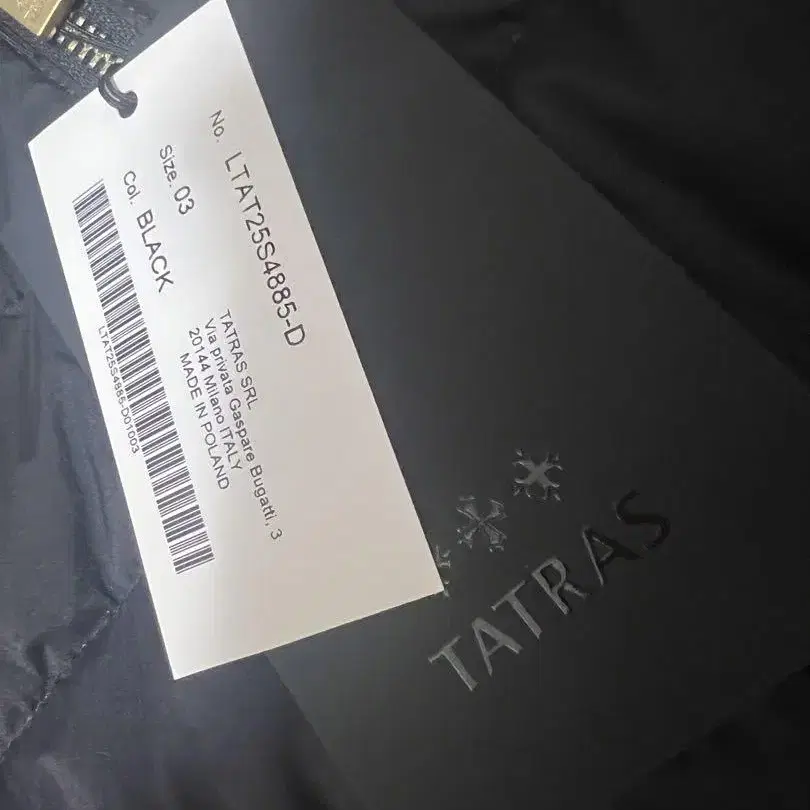 No. LTAT25S4885-D
Size. 03
Col. BLACK
TATRAS SRL
Via privata Gaspare Bugatti, 3
20144 Milano ITALY
MADE IN POLAND
LTAT25S4885-D01003
TATRAS